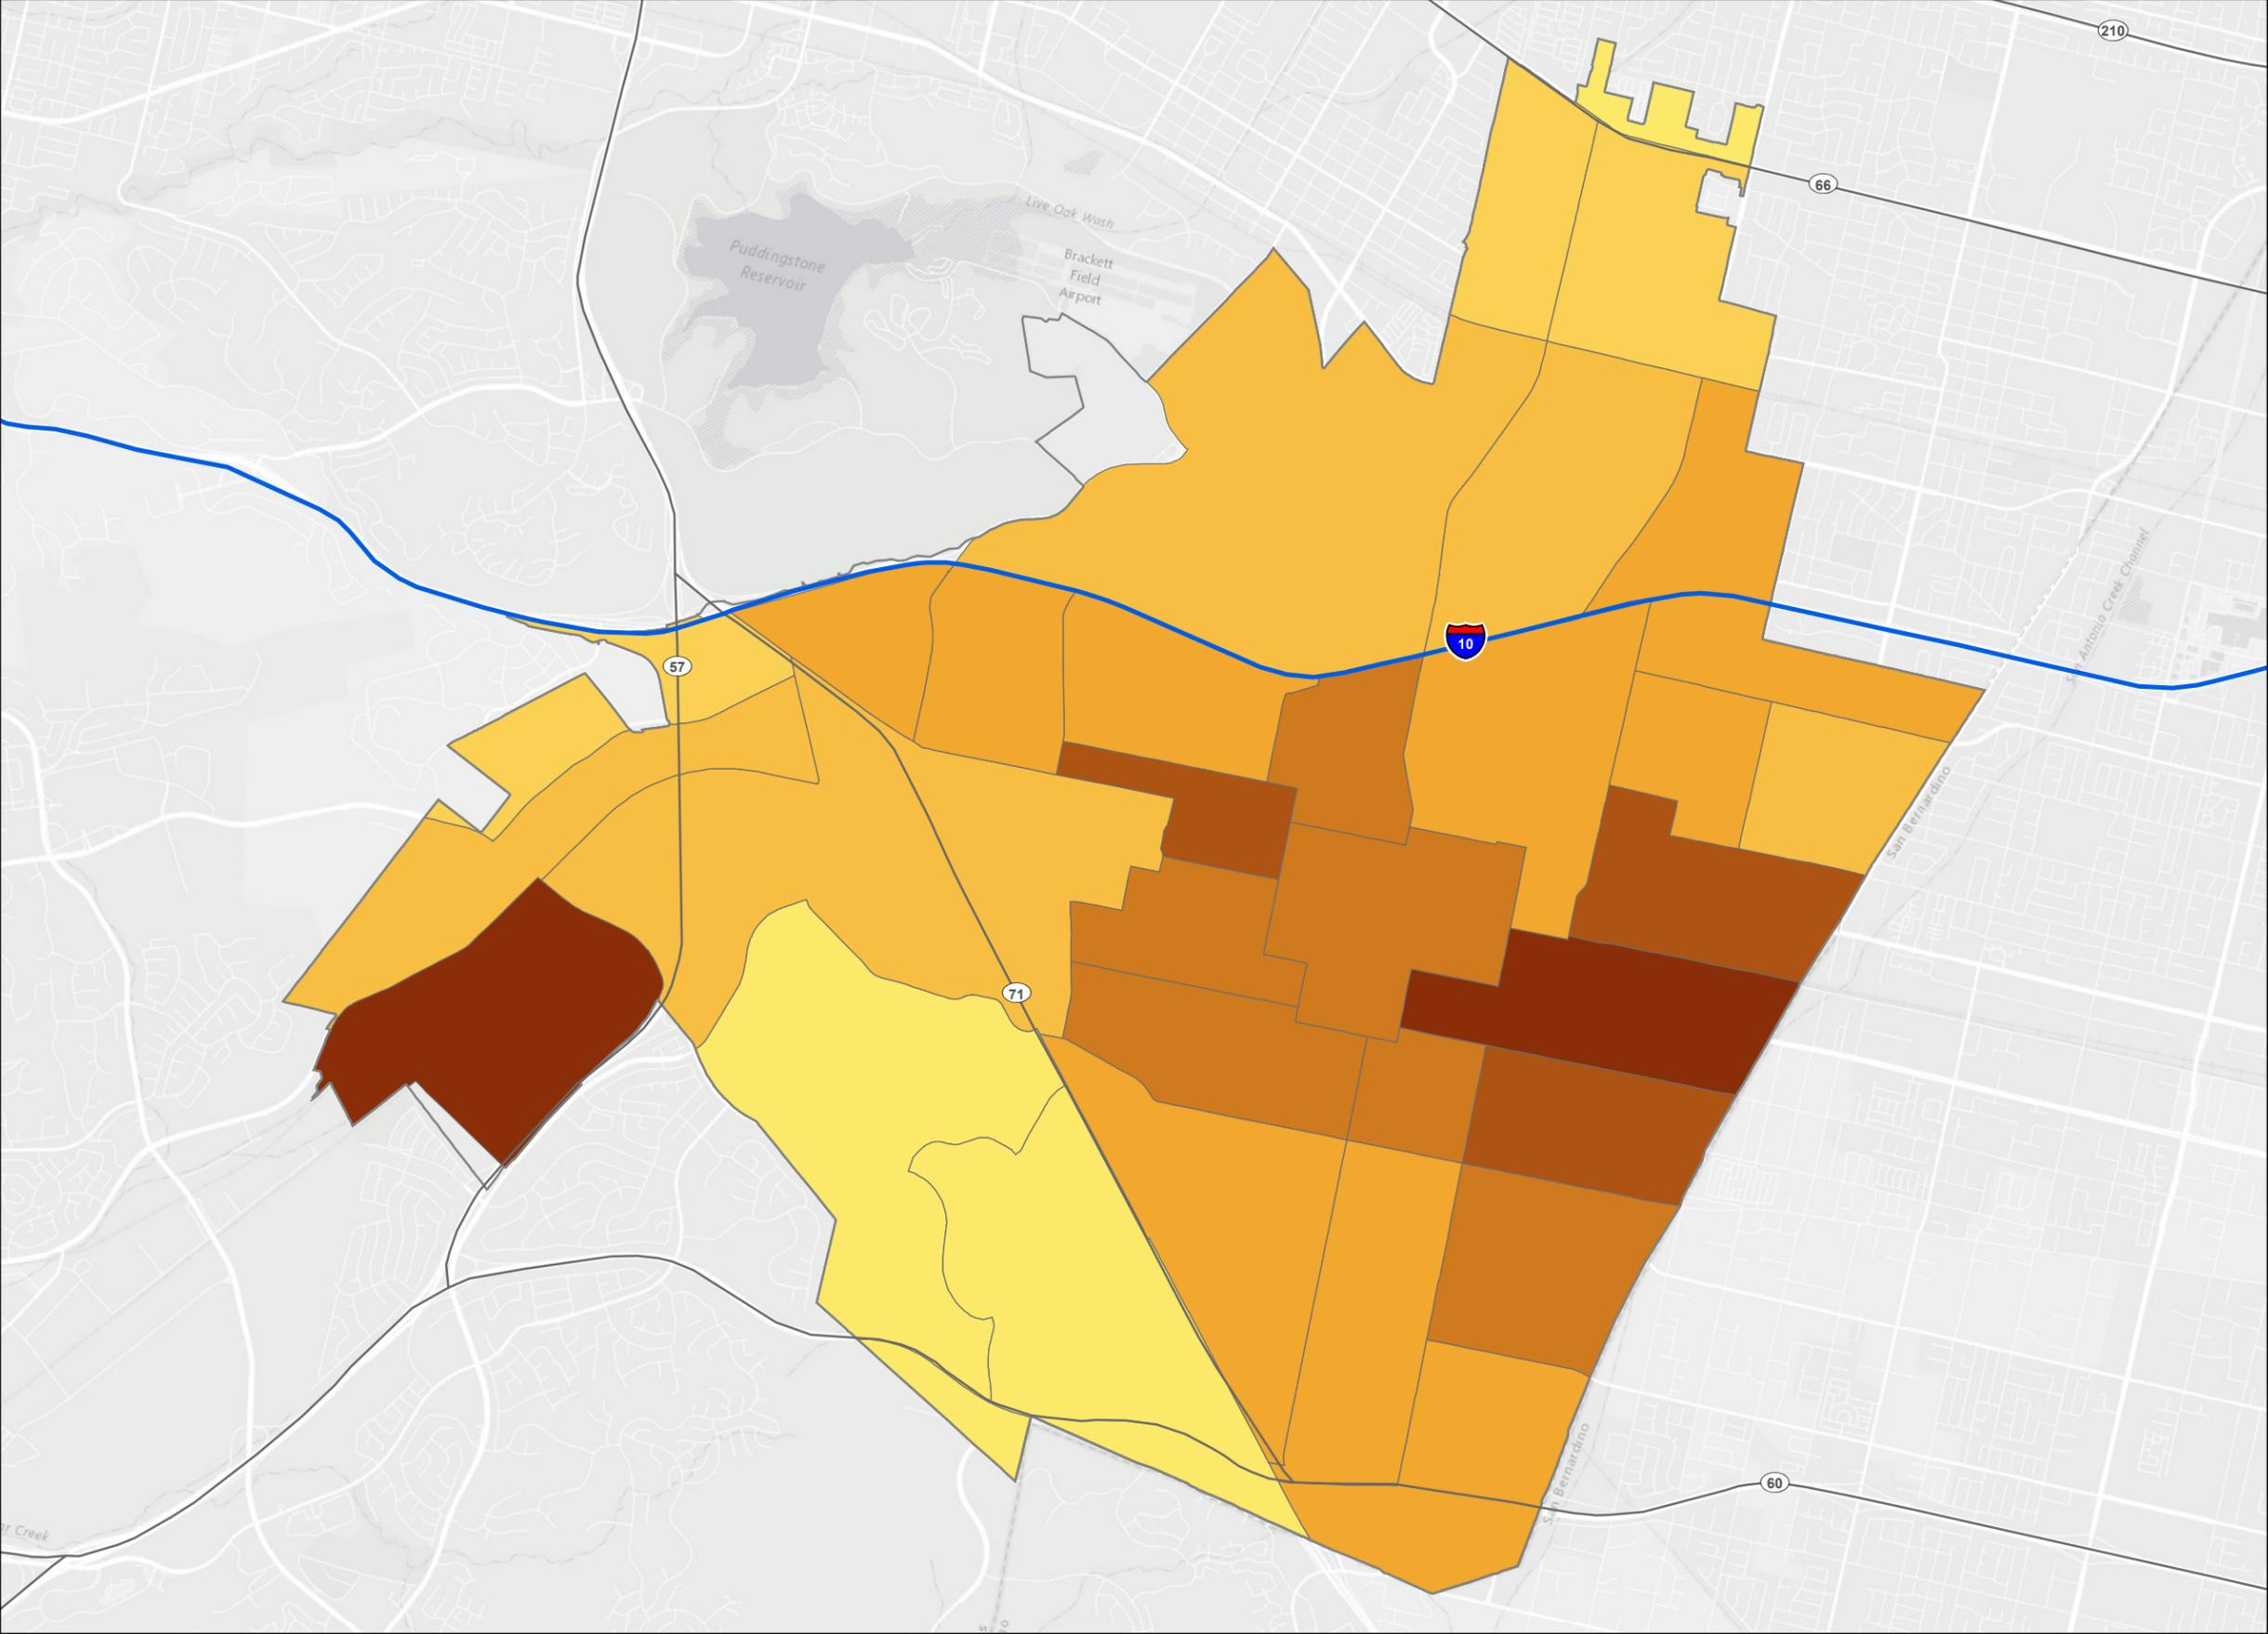 210
66
Live Oak Wash
Puddingstone
Reservoir
Brackett
Field
Airport
San Antonio Creek Channel
10
57
San Bernardino
71
60
San Bernardino
Creek